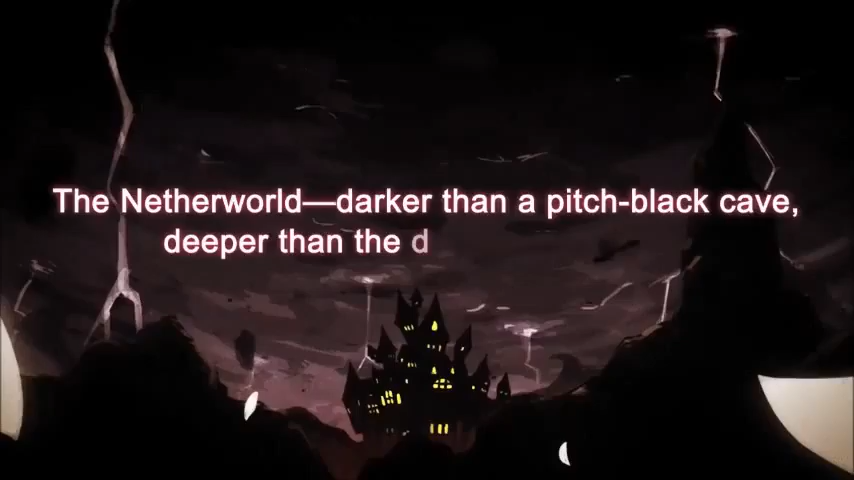 The Netherworld—darker than a pitch-black cave,
deeper than the d